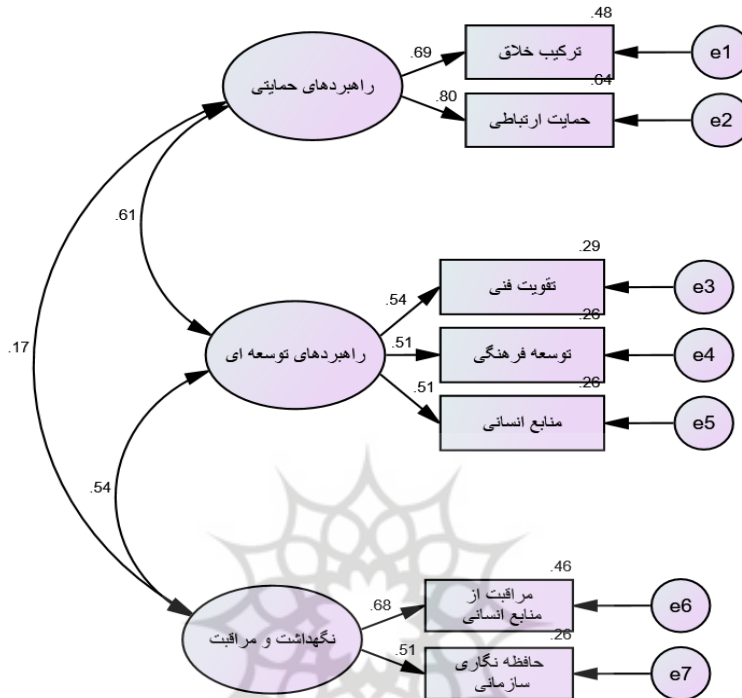 .48
.69
ترکیب خلاق
e1
راهبردهای حمایتی
.64
.80
حمایت ارتباطی
e2
.61
.29
.54
تقویت فنی
e3
.26
.17
راهبردهای توسعه ای
.51
توسعه فرهنگی
e4
.26
.51
منابع انسانی
e5
.54
.46
.68
مراقبت از
منابع انسانی
e6
نگهداشت و مراقبت
.26
.51
حافظه نگاری
سازمانی
e7